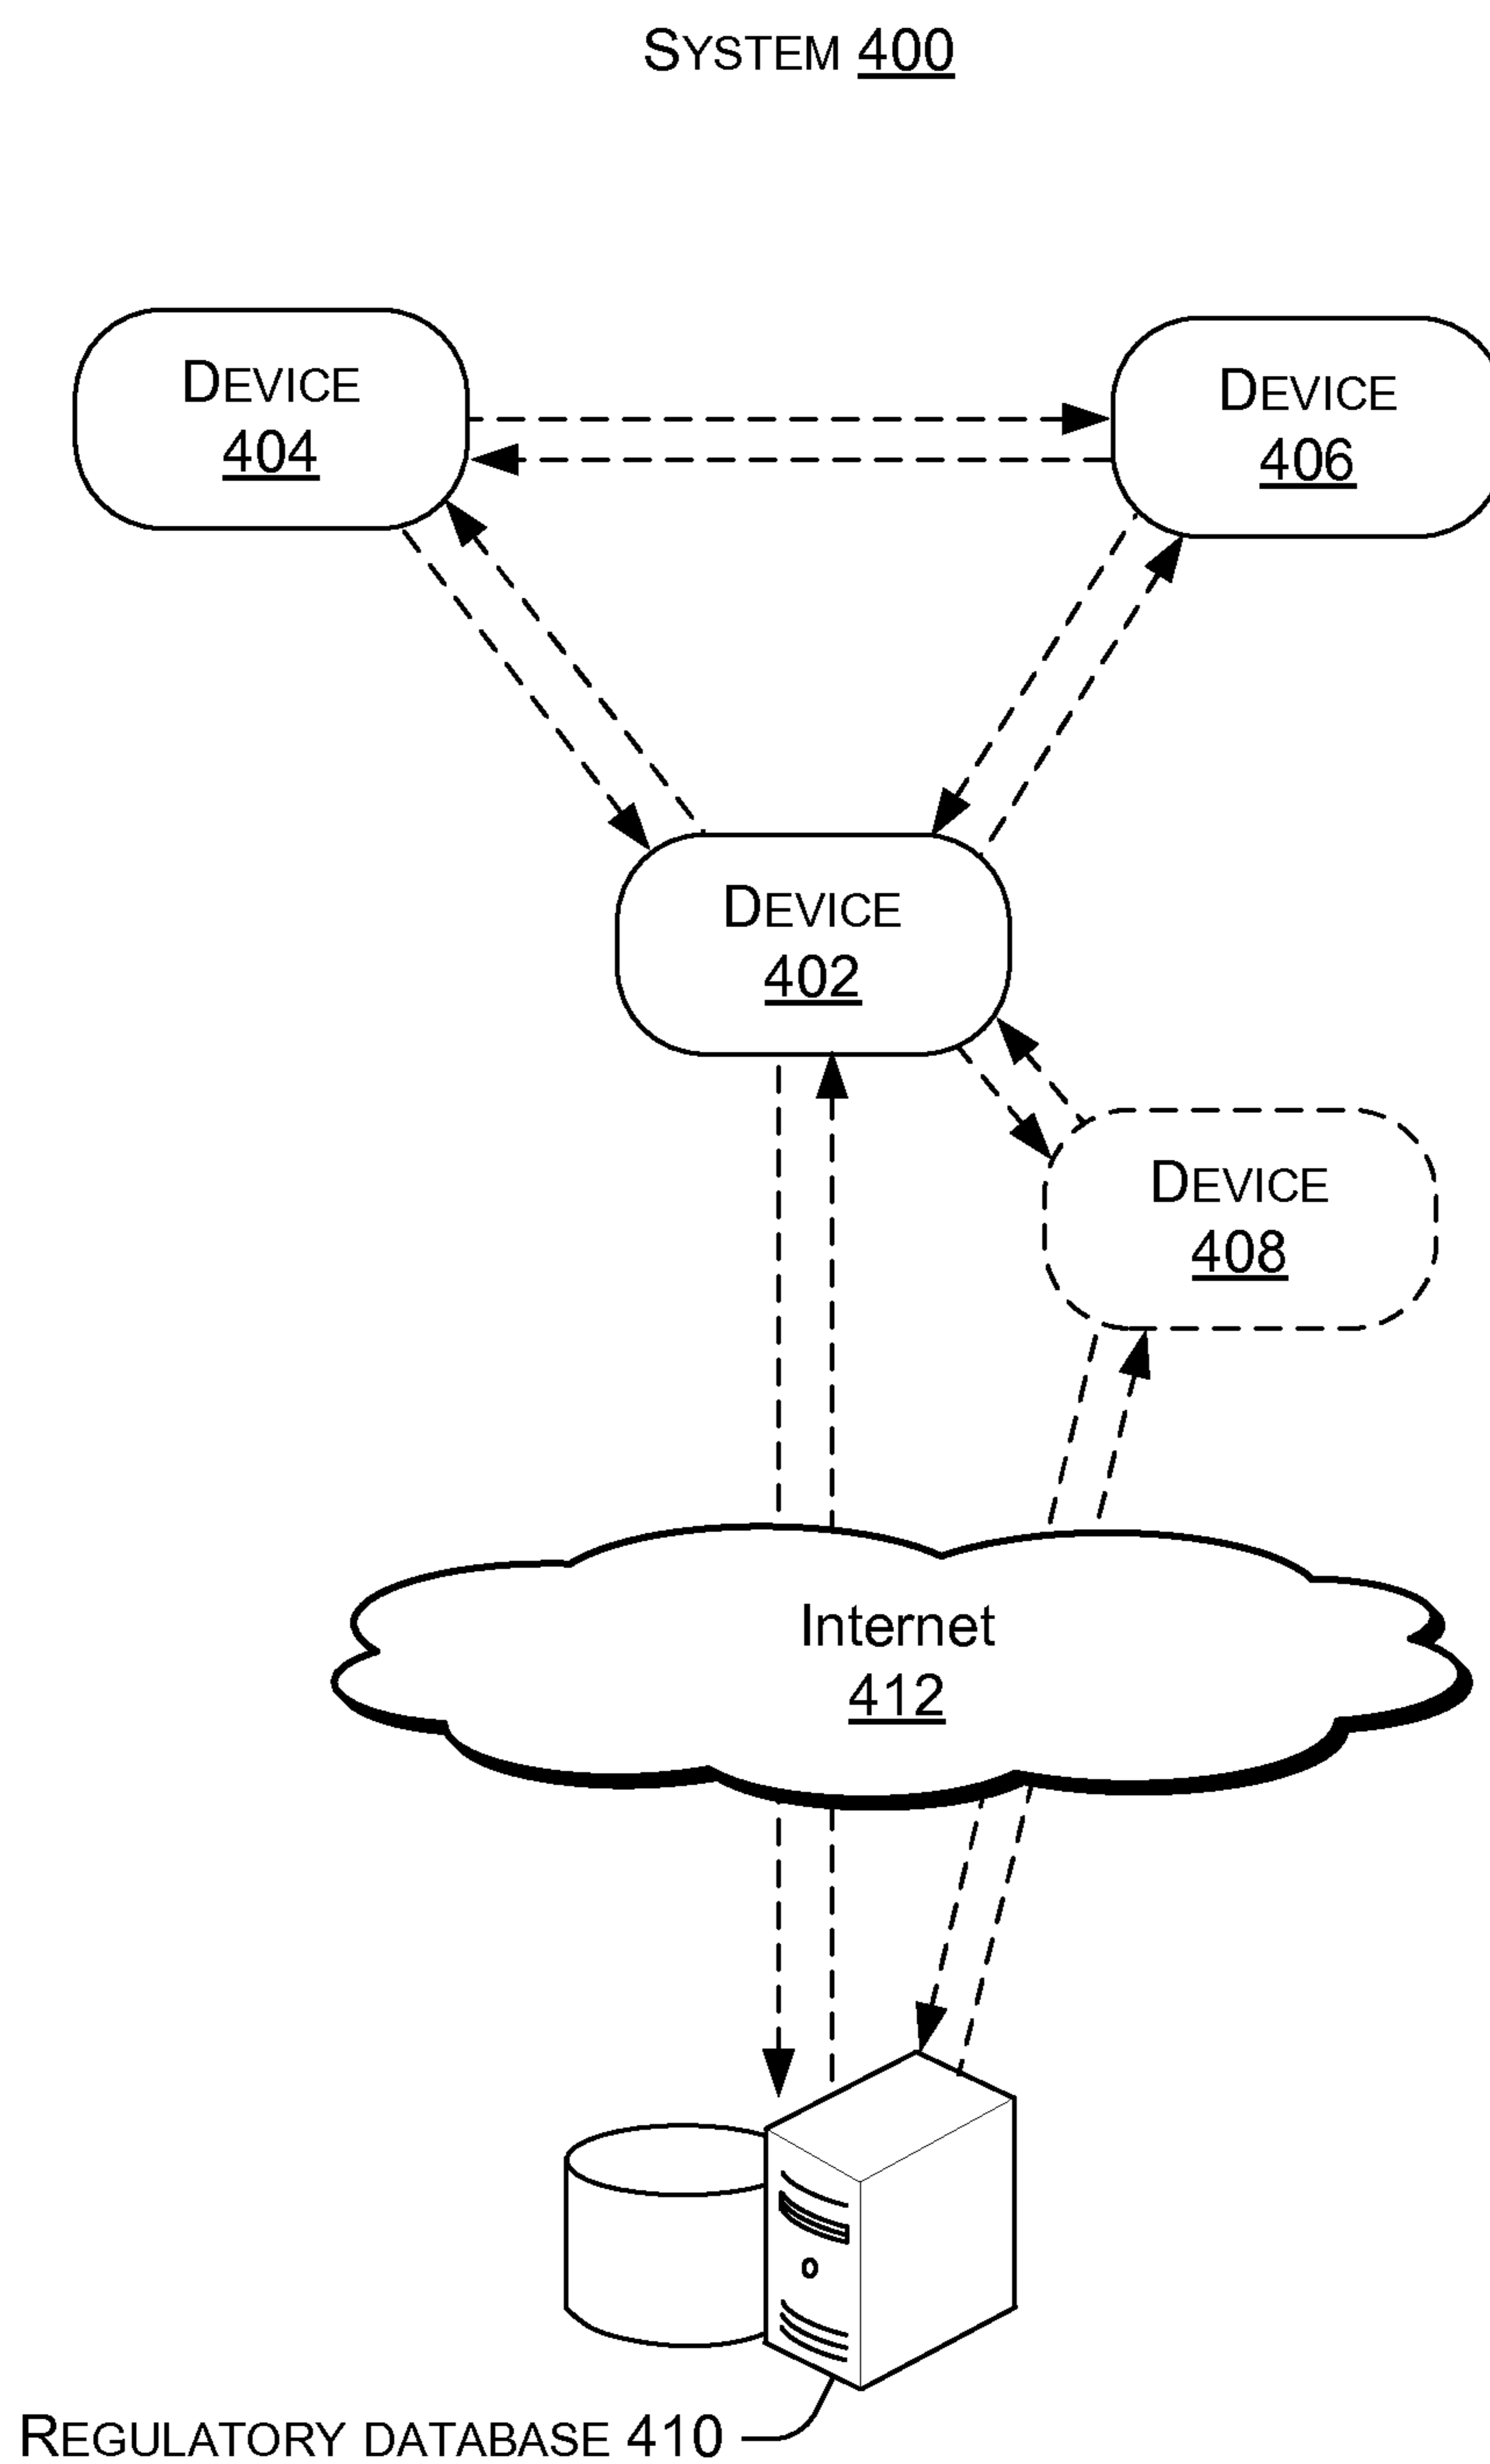 SYSTEM 400
DEVICE
404
DEVICE
406
DEVICE
402
DEVICE
408
Internet
412
REGULATORY DATABASE 410